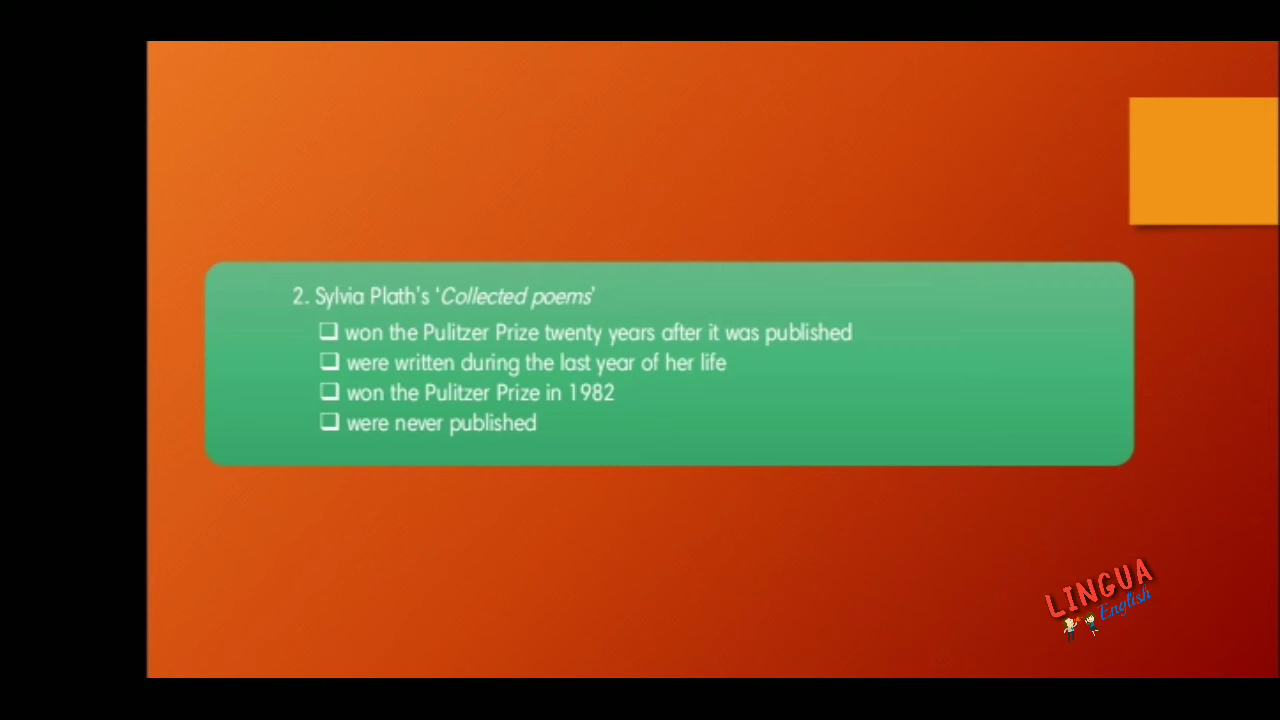 2. Sylvia Plath's 'Collected poems'
❑ won the Pulitzer Prize twenty years after it was published
❑ were written during the last year of her life
❑ won the Pulitzer Prize in 1982
❑ were never published
LINGUA
English